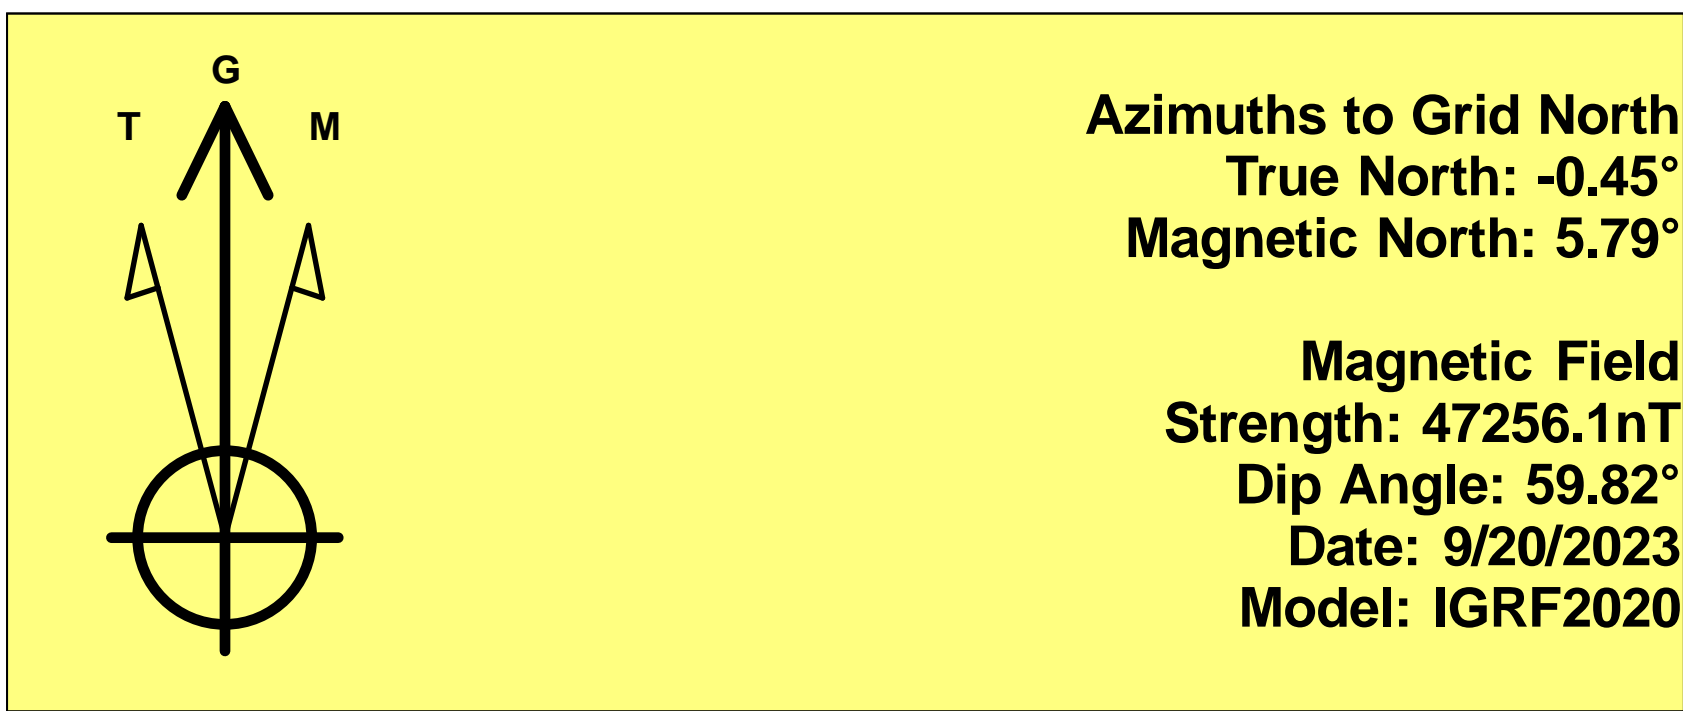 G
T
M
Azimuths to Grid North
True North: -0.45°
Magnetic North: 5.79°
Magnetic Field
Strength: 47256.1nT
Dip Angle: 59.82°
Date: 9/20/2023
Model: IGRF2020